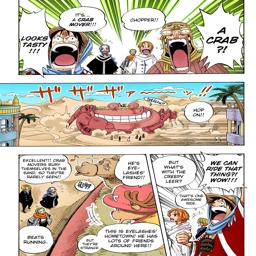 IT'S...
A CRAB
MOVER!!
CHOPPER!!
LOOKS
TASTY!!!
A
CRAB
?!
HOP
ON!!
EXCELLENT!!! CRAB
MOVERS BURY
THEMSELVES IN THE
SAND, SO THEY'RE
RARELY SEEN!!
HE'S
EYE-
LASHES'
FRIEND?!
BUT
WHAT'S
WITH THE
CREEPY
LEER?
WE CAN
RIDE THAT
THING?!
WOW!!!
THAT'S
ONE
AWESOME
RIDE.
BUT
THEY'RE
STRANGE.
BEATS
RUNNING.
THIS IS EYELASHES'
HOMETOWN! HE HAS
LOTS OF FRIENDS
AROUND HERE!!